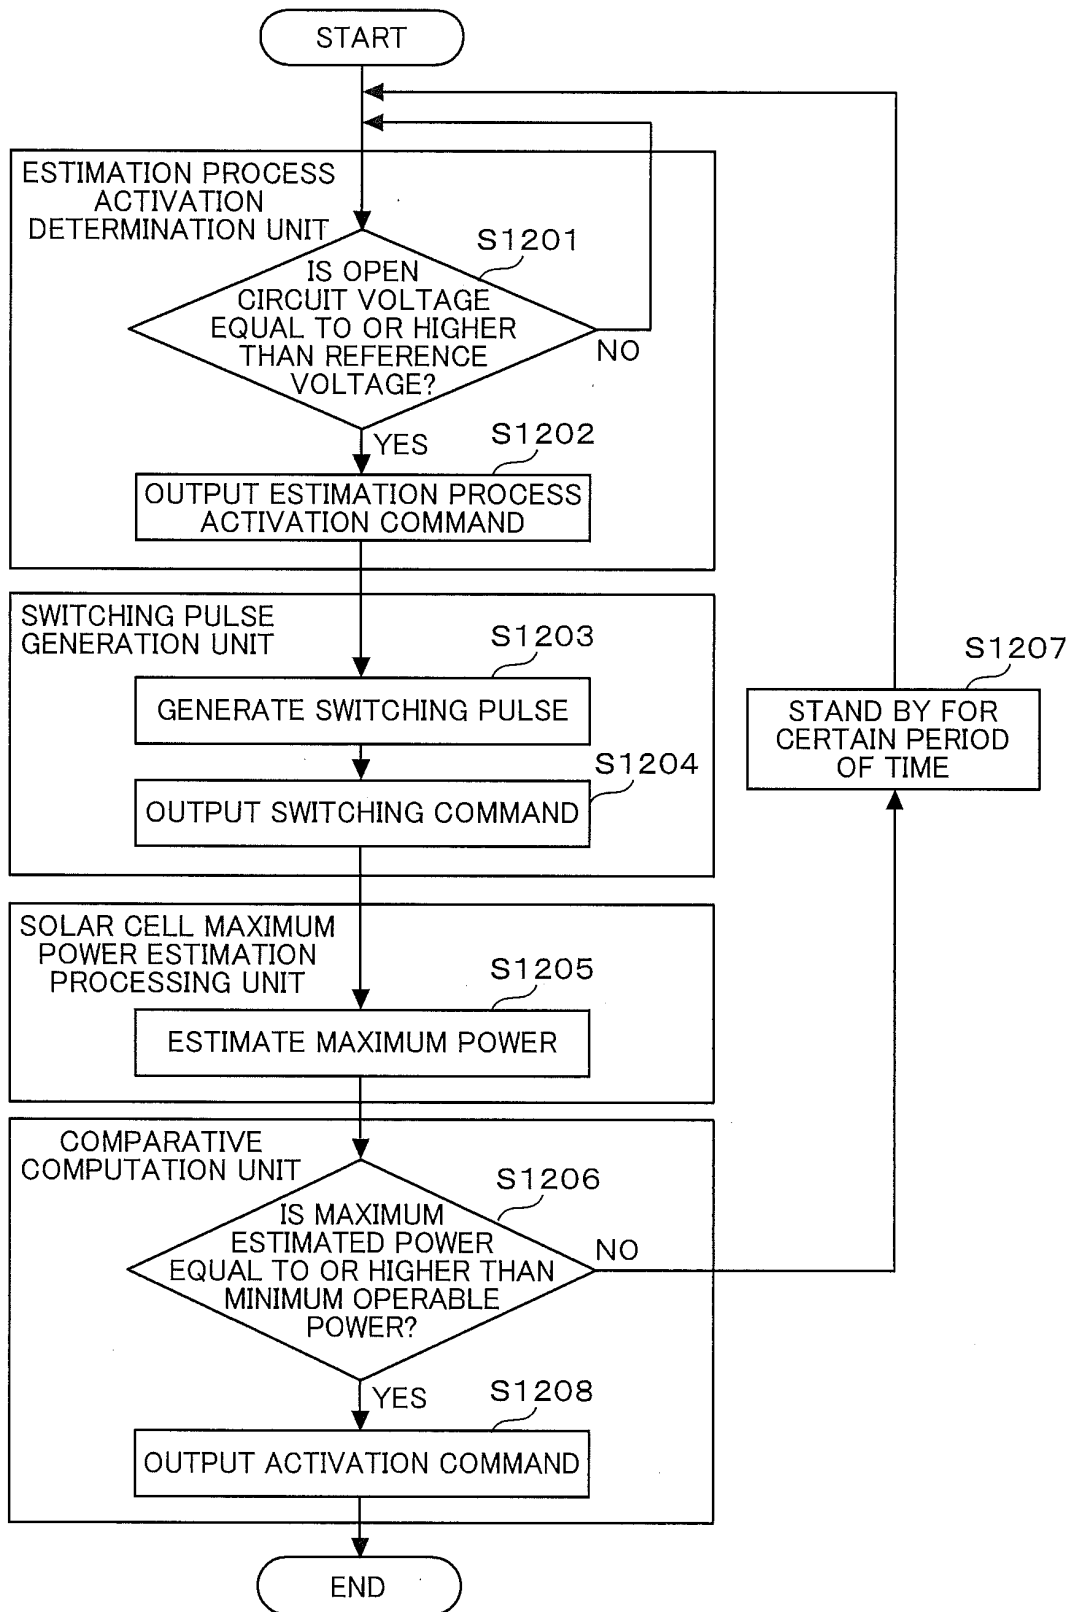 START
ESTIMATION PROCESS
ACTIVATION
DETERMINATION UNIT
S1201
IS OPEN
CIRCUIT VOLTAGE
EQUAL TO OR HIGHER
THAN REFERENCE
VOLTAGE?
NO
YES
S1202
OUTPUT ESTIMATION PROCESS
ACTIVATION COMMAND
SWITCHING PULSE
GENERATION UNIT
S1203
GENERATE SWITCHING PULSE
S1204
OUTPUT SWITCHING COMMAND
S1207
STAND BY FOR
CERTAIN PERIOD
OF TIME
SOLAR CELL MAXIMUM
POWER ESTIMATION
PROCESSING UNIT
S1205
ESTIMATE MAXIMUM POWER
COMPARATIVE
COMPUTATION UNIT
S1206
IS MAXIMUM
ESTIMATED POWER
EQUAL TO OR HIGHER THAN
MINIMUM OPERABLE
POWER?
NO
YES
S1208
OUTPUT ACTIVATION COMMAND
END